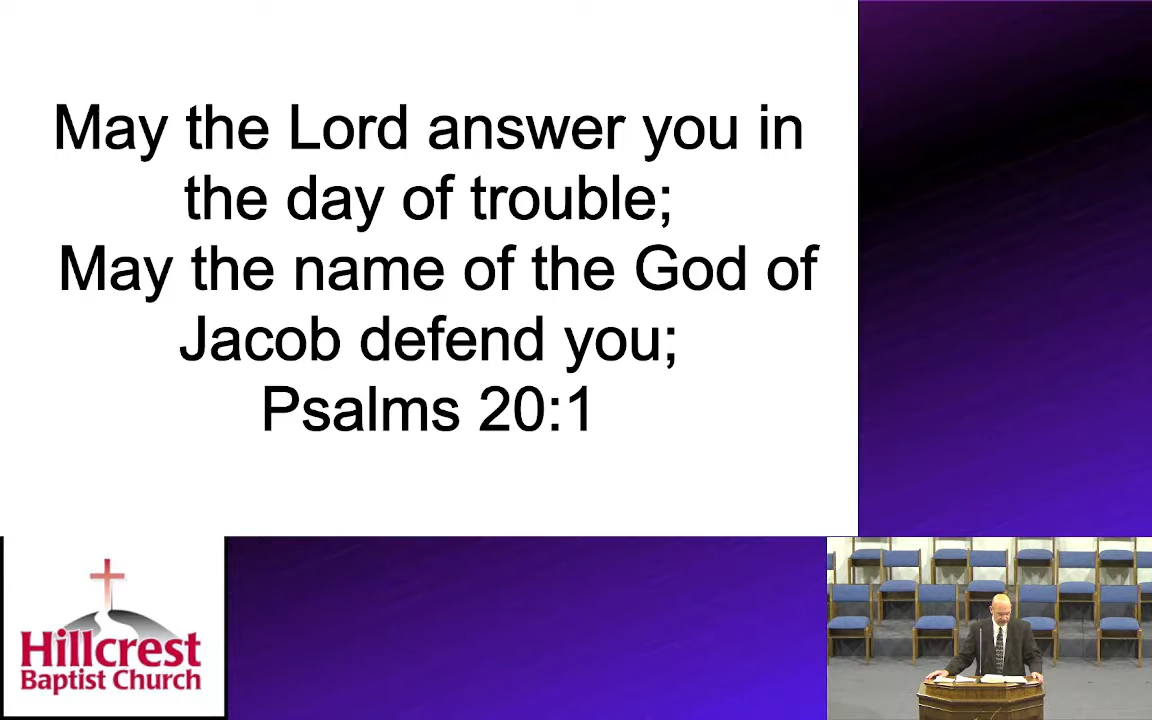 May the Lord answer you in
the day of trouble;
May the name of the God of
Jacob defend you;
Psalms 20:1
Hillcrest
Baptist Church